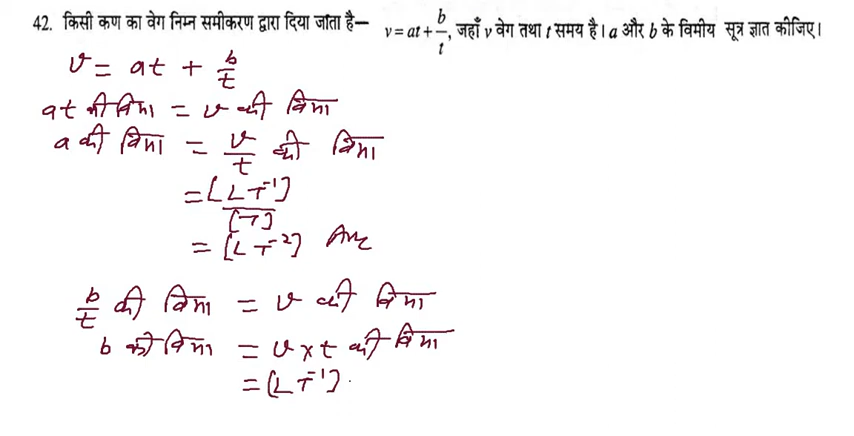 42. किसी कण का वेग निम्न समीकरण द्वारा दिया जाता है— v = at + b/t, जहाँ v वेग तथा t समय है। a और b के विमीय सूत्र ज्ञात कीजिए।
v = at + b/t
at की विमा = v की विमा
a की विमा = v/t की विमा
= [LT⁻¹]/[T]
= [LT⁻²] Ans
b/t की विमा = v की विमा
b की विमा = v × t की विमा
= [LT⁻¹] .